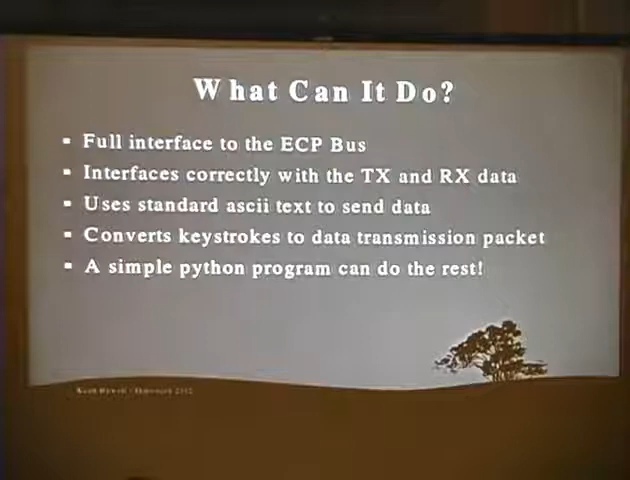 What Can It Do?
Full interface to the ECP Bus
Interfaces correctly with the TX and RX data
Uses standard ascii text to send data
Converts keystrokes to data transmission packet
A simple python program can do the rest!